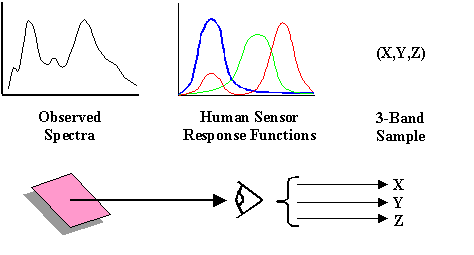 (X,Y,Z)
Observed
Spectra
Human Sensor
Response Functions
3-Band
Sample
X
Y
Z